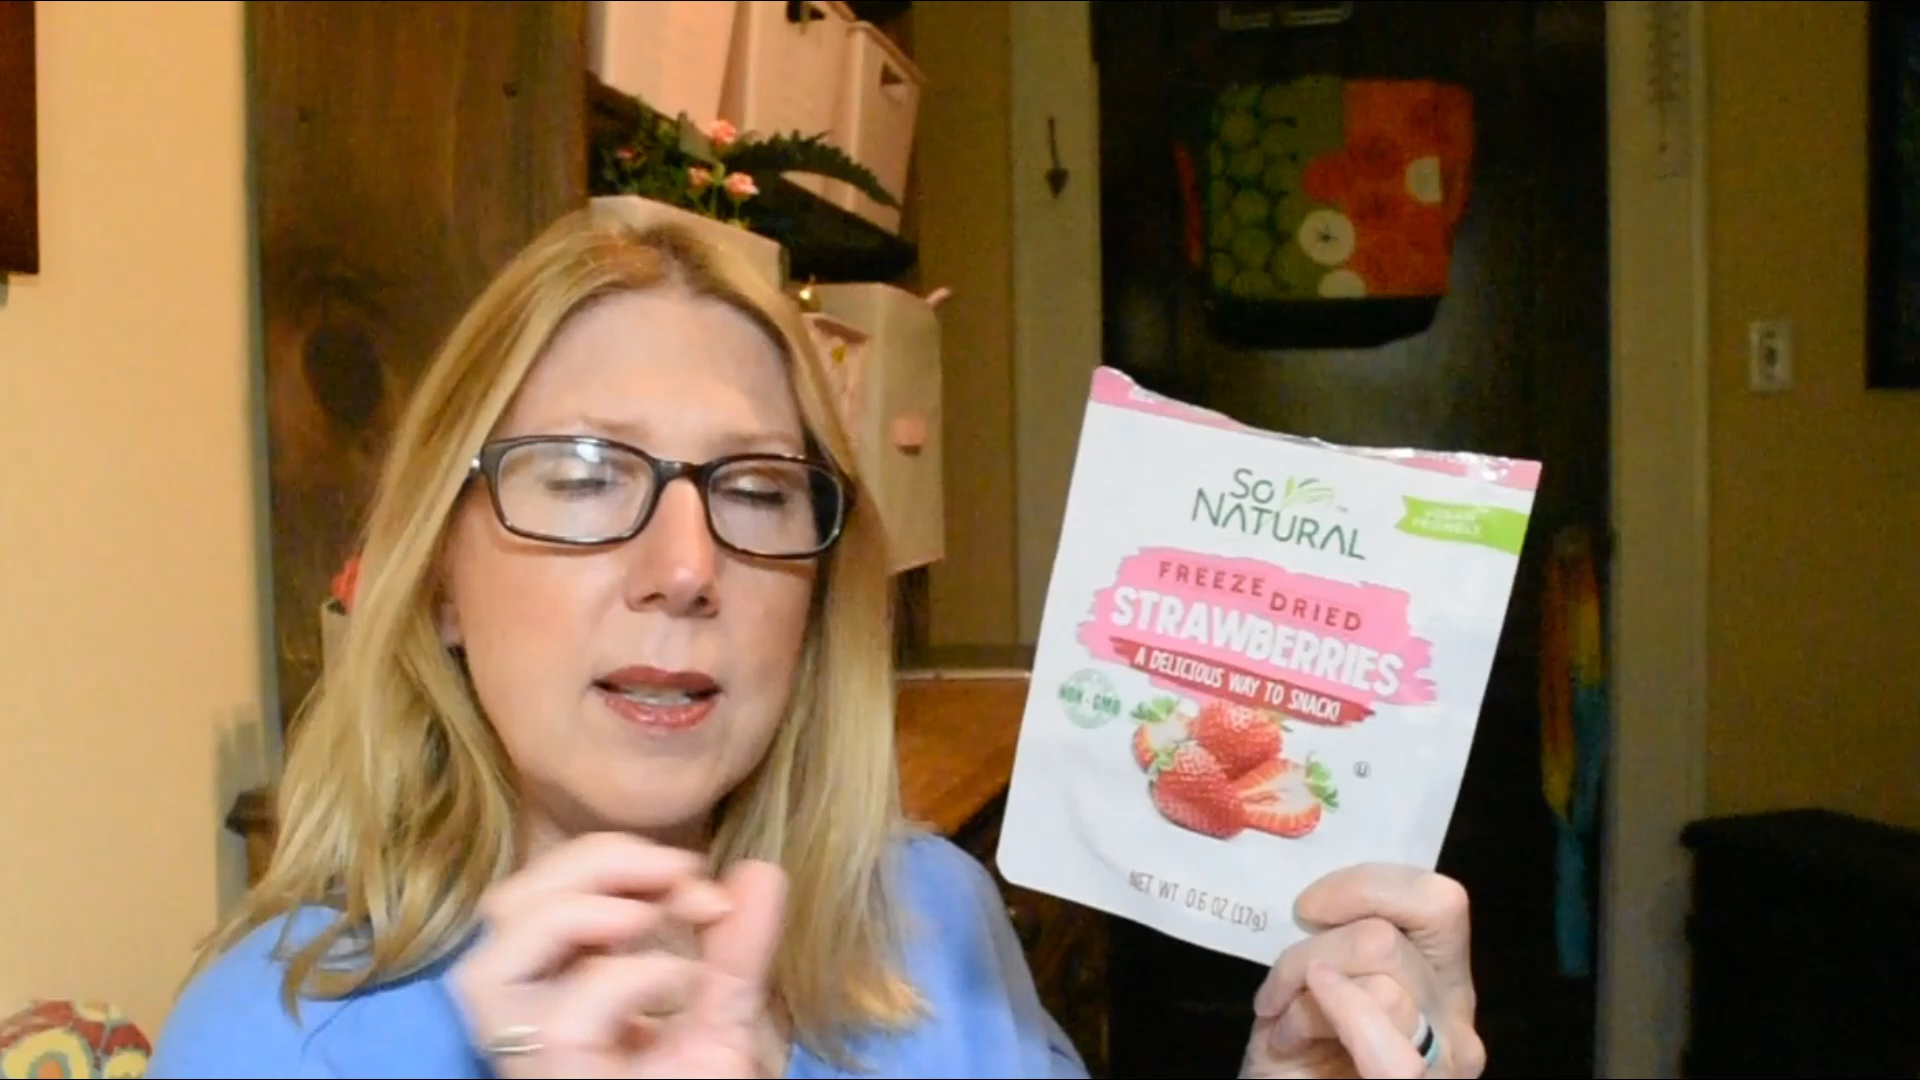 So
NATURAL
VEGAN
FRIENDLY
FREEZE DRIED
STRAWBERRIES
A DELICIOUS WAY TO SNACK!
NON-GMO
U
NET WT 0.6 OZ (17g)